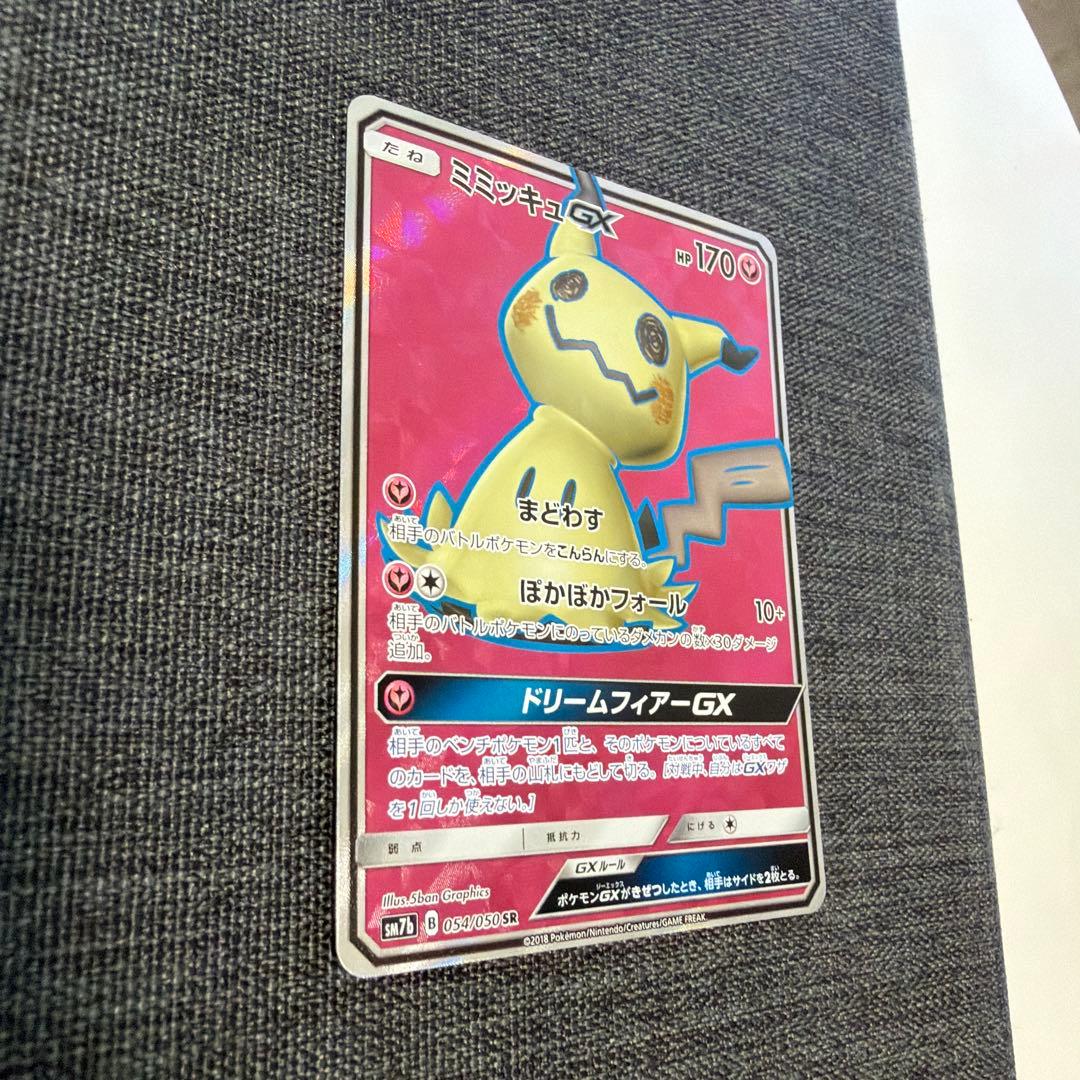 たね
ミミッキュGX
HP170
まどわす
相手のバトルポケモンをこんらんにする。
ぽかぼかフォール 10+
相手のバトルポケモンにのっているダメカンの数×30ダメージ
追加。
ドリームフィアーGX
相手のベンチポケモン1匹と、そのポケモンについているすべて
のカードを、相手の山札にもどして切る。[対戦中、自分はGXワザ
を1回しか使えない。]
弱点 抵抗力 にげる
GXルール
ポケモンGXがきぜつしたとき、相手はサイドを2枚とる。
Illus.5ban Graphics
sm7b B 054/050 SR
©2018 Pokémon/Nintendo/Creatures/GAME FREAK.